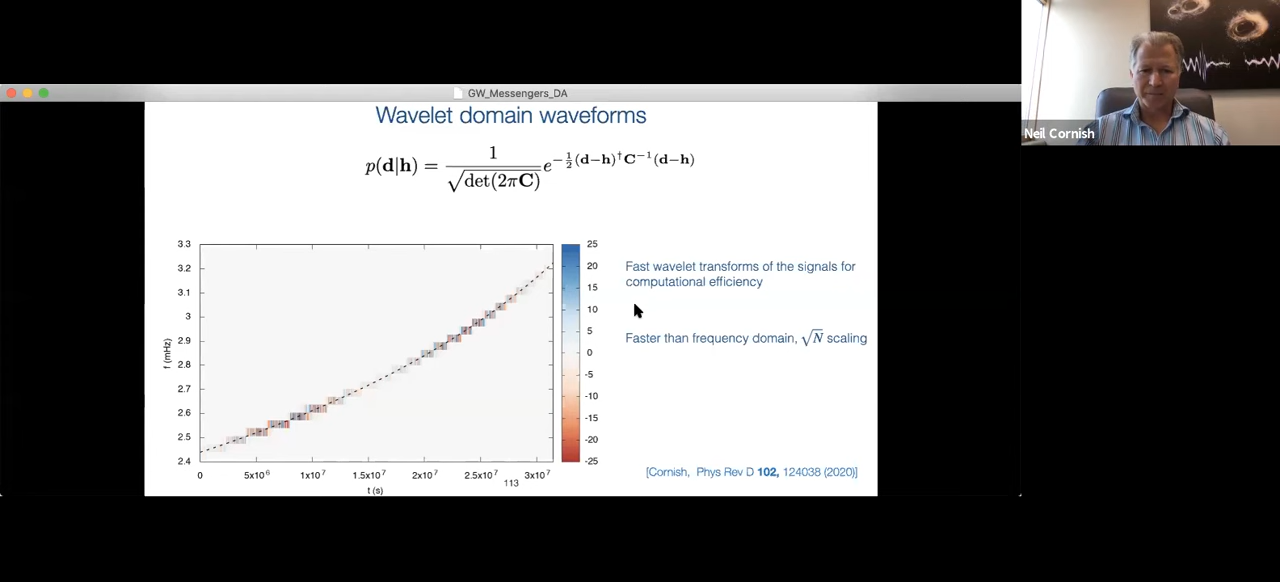 GW_Messengers_DA
Neil Cornish
Wavelet domain waveforms
p(d|h) = 1/√det(2πC) e^{-1/2 (d−h)†C^{-1}(d−h)}
3.3
3.2
3.1
3
2.9
2.8
2.7
2.6
2.5
2.4
f (mHz)
0 5x10⁶ 1x10⁷ 1.5x10⁷ 2x10⁷ 2.5x10⁷ 3x10⁷
t (s)
25
20
15
10
5
0
-5
-10
-15
-20
-25
Fast wavelet transforms of the signals for
computational efficiency
Faster than frequency domain, √N scaling
[Cornish, Phys Rev D 102, 124038 (2020)]
113